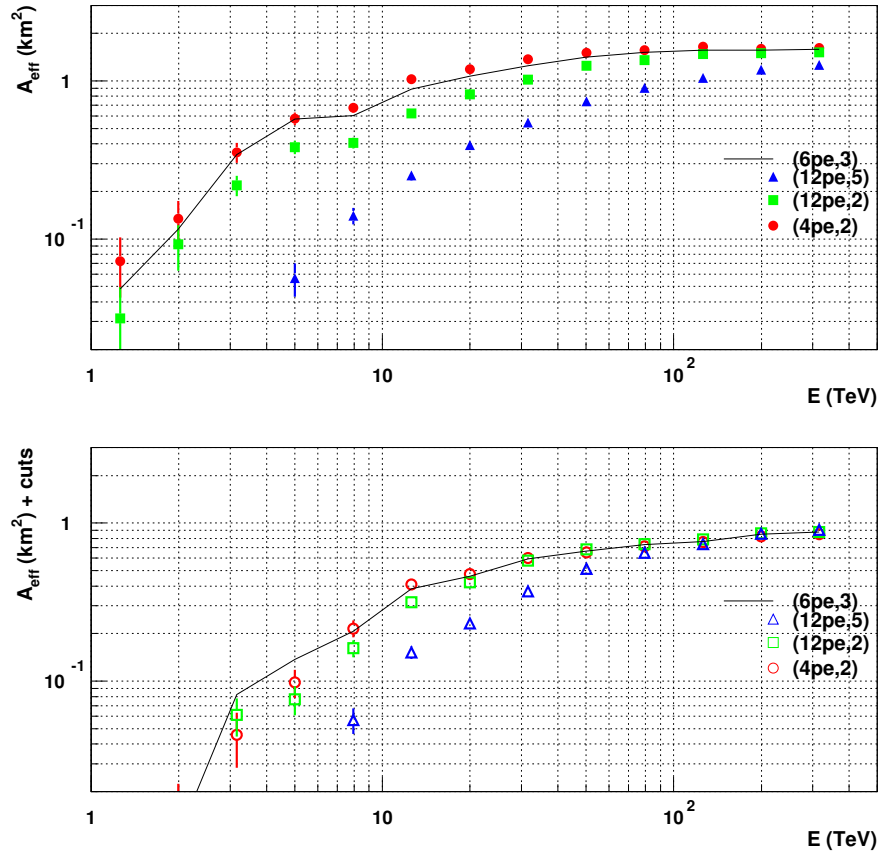 A_eff (km²)
1
10⁻¹
(6pe,3)
(12pe,5)
(12pe,2)
(4pe,2)
1
10
10²
E (TeV)
A_eff (km²) + cuts
1
10⁻¹
(6pe,3)
(12pe,5)
(12pe,2)
(4pe,2)
1
10
10²
E (TeV)